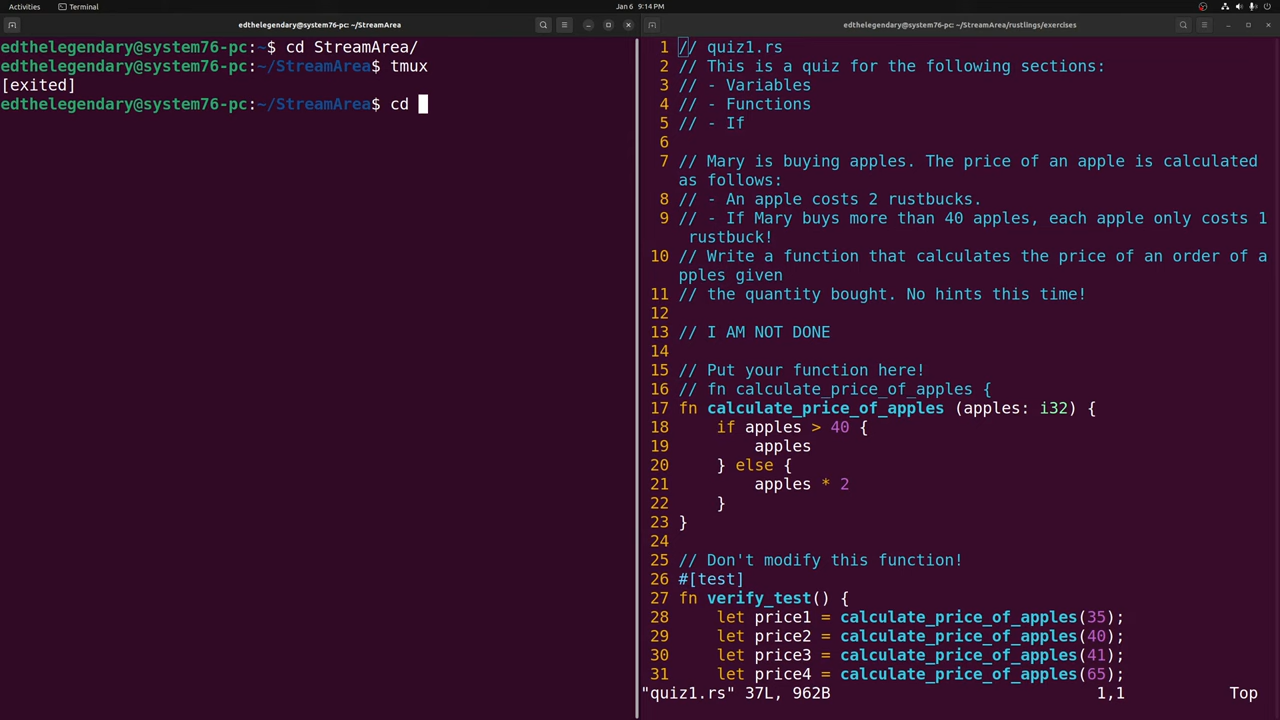 Activities Terminal Jan 6 9:14 PM
edthelegendary@system76-pc: ~/StreamArea
edthelegendary@system76-pc:~$ cd StreamArea/
edthelegendary@system76-pc:~/StreamArea$ tmux
[exited]
edthelegendary@system76-pc:~/StreamArea$ cd
edthelegendary@system76-pc: ~/StreamArea/rustlings/exercises
1 // quiz1.rs
2 // This is a quiz for the following sections:
3 // - Variables
4 // - Functions
5 // - If
6
7 // Mary is buying apples. The price of an apple is calculated
as follows:
8 // - An apple costs 2 rustbucks.
9 // - If Mary buys more than 40 apples, each apple only costs 1
rustbuck!
10 // Write a function that calculates the price of an order of a
pples given
11 // the quantity bought. No hints this time!
12
13 // I AM NOT DONE
14
15 // Put your function here!
16 // fn calculate_price_of_apples {
17 fn calculate_price_of_apples (apples: i32) {
18 if apples > 40 {
19 apples
20 } else {
21 apples * 2
22 }
23 }
24
25 // Don't modify this function!
26 #[test]
27 fn verify_test() {
28 let price1 = calculate_price_of_apples(35);
29 let price2 = calculate_price_of_apples(40);
30 let price3 = calculate_price_of_apples(41);
31 let price4 = calculate_price_of_apples(65);
"quiz1.rs" 37L, 962B 1,1 Top